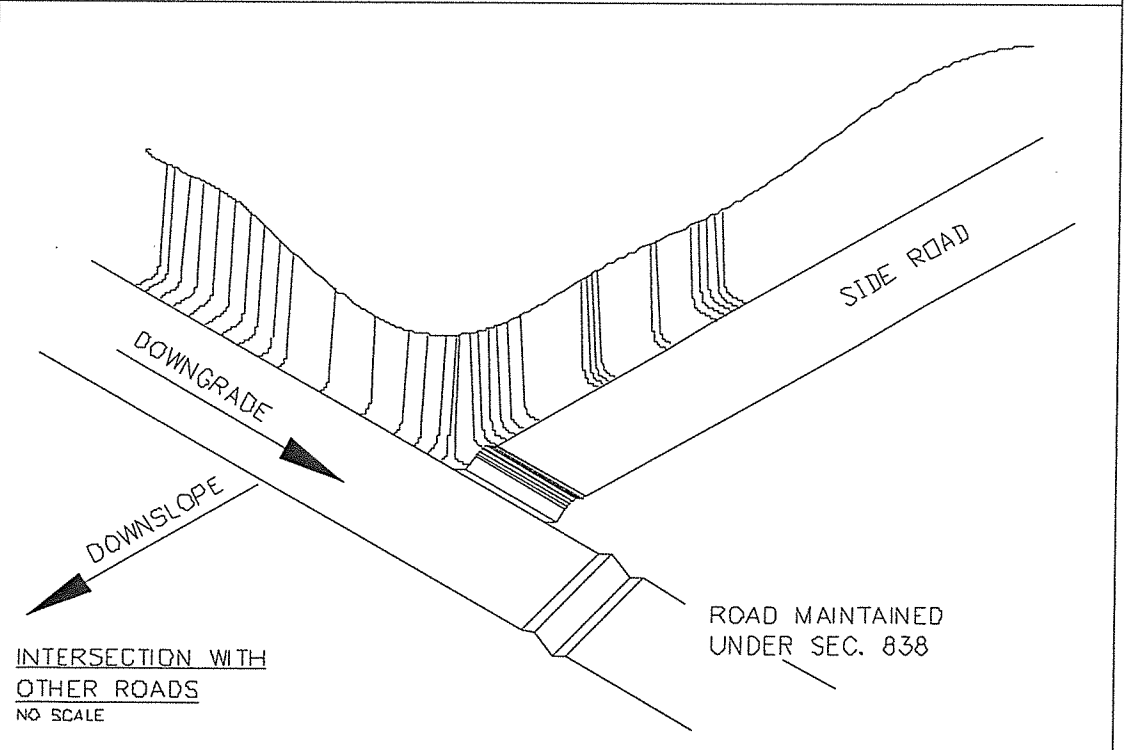 SIDE ROAD
DOWNGRADE
DOWNSLOPE
ROAD MAINTAINED
UNDER SEC. 838
INTERSECTION WITH
OTHER ROADS
NO SCALE